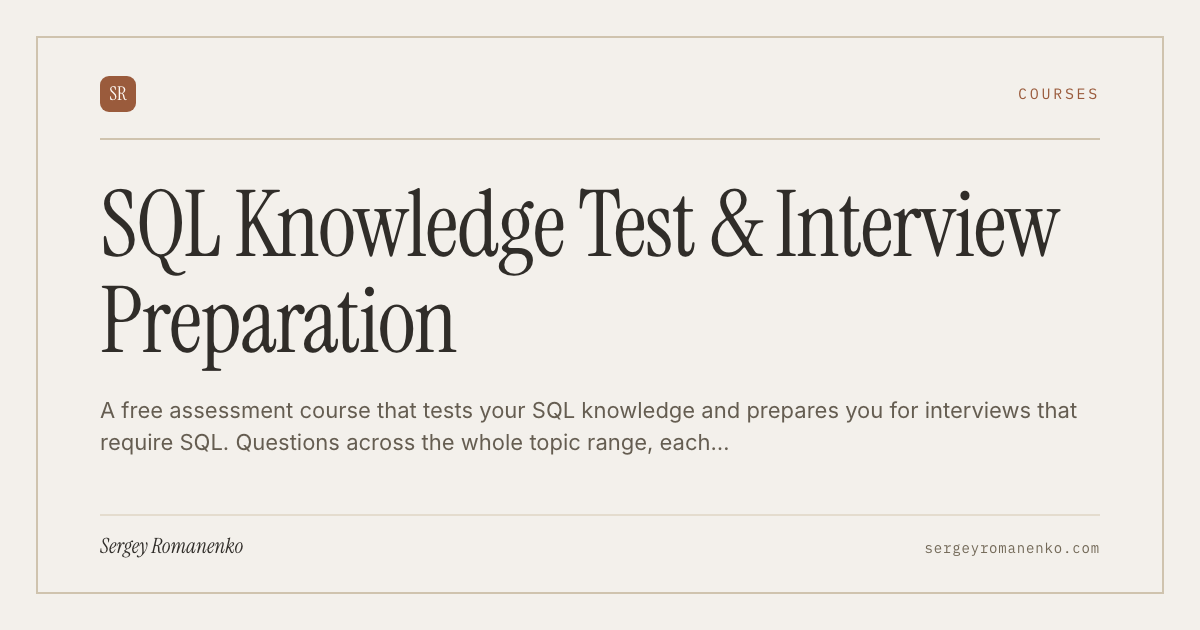 SR
COURSES
SQL Knowledge Test & Interview
Preparation
A free assessment course that tests your SQL knowledge and prepares you for interviews that
require SQL. Questions across the whole topic range, each…
Sergey Romanenko
sergeyromanenko.com